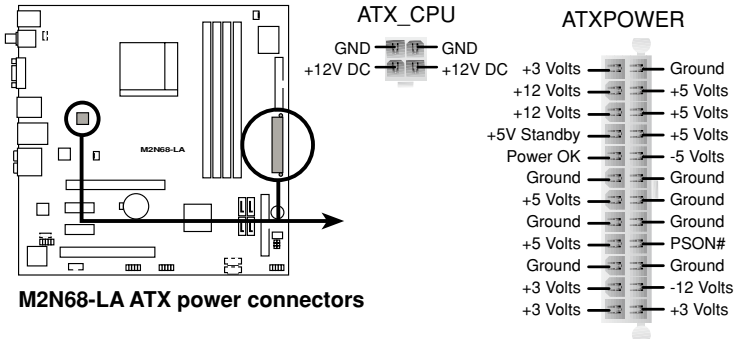 ATX_CPU
GND GND
+12V DC +12V DC
ATXPOWER
+3 Volts Ground
+12 Volts +5 Volts
+12 Volts +5 Volts
+5V Standby +5 Volts
Power OK -5 Volts
Ground Ground
+5 Volts Ground
Ground Ground
+5 Volts PSON#
Ground Ground
+3 Volts -12 Volts
+3 Volts +3 Volts
M2N68-LA
M2N68-LA ATX power connectors